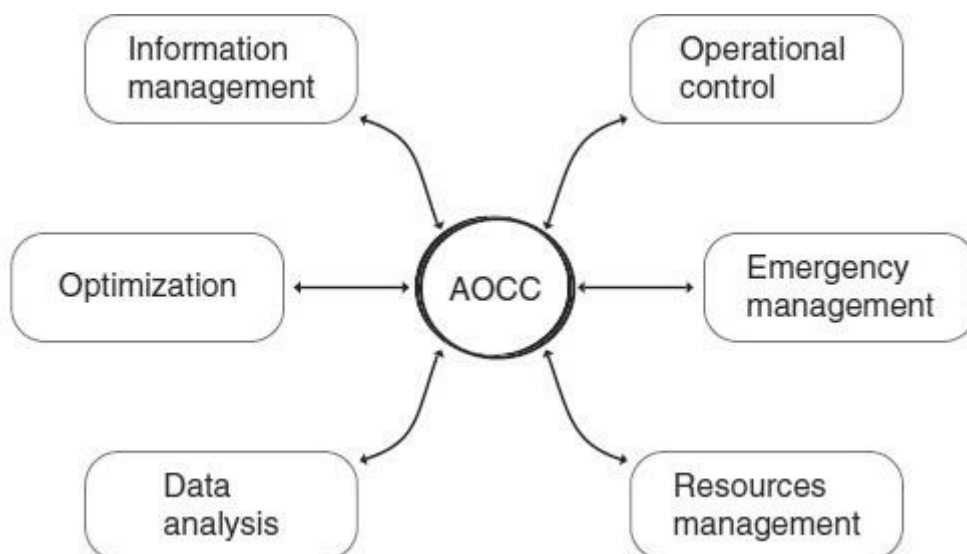 Information
management
Operational
control
Optimization
AOCC
Emergency
management
Data
analysis
Resources
management